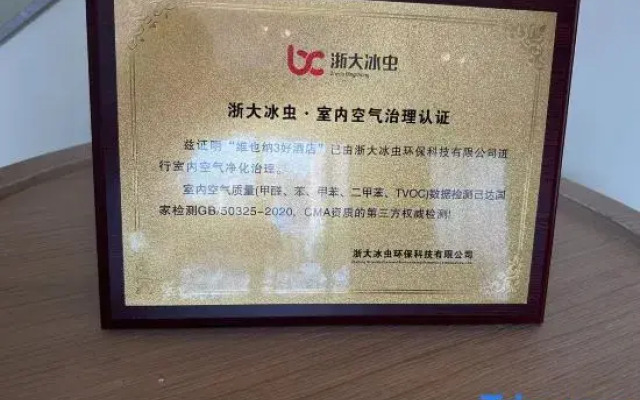 浙大冰虫
浙大冰虫·室内空气治理认证
兹证明“维也纳3好酒店”已由浙大冰虫环保科技有限公司进
行室内空气净化治理。
室内空气质量(甲醛、苯、甲苯、二甲苯、TVOC)数据检测已达国
家检测GB/50325-2020, CMA资质的第三方权威检测!
浙大冰虫环保科技有限公司